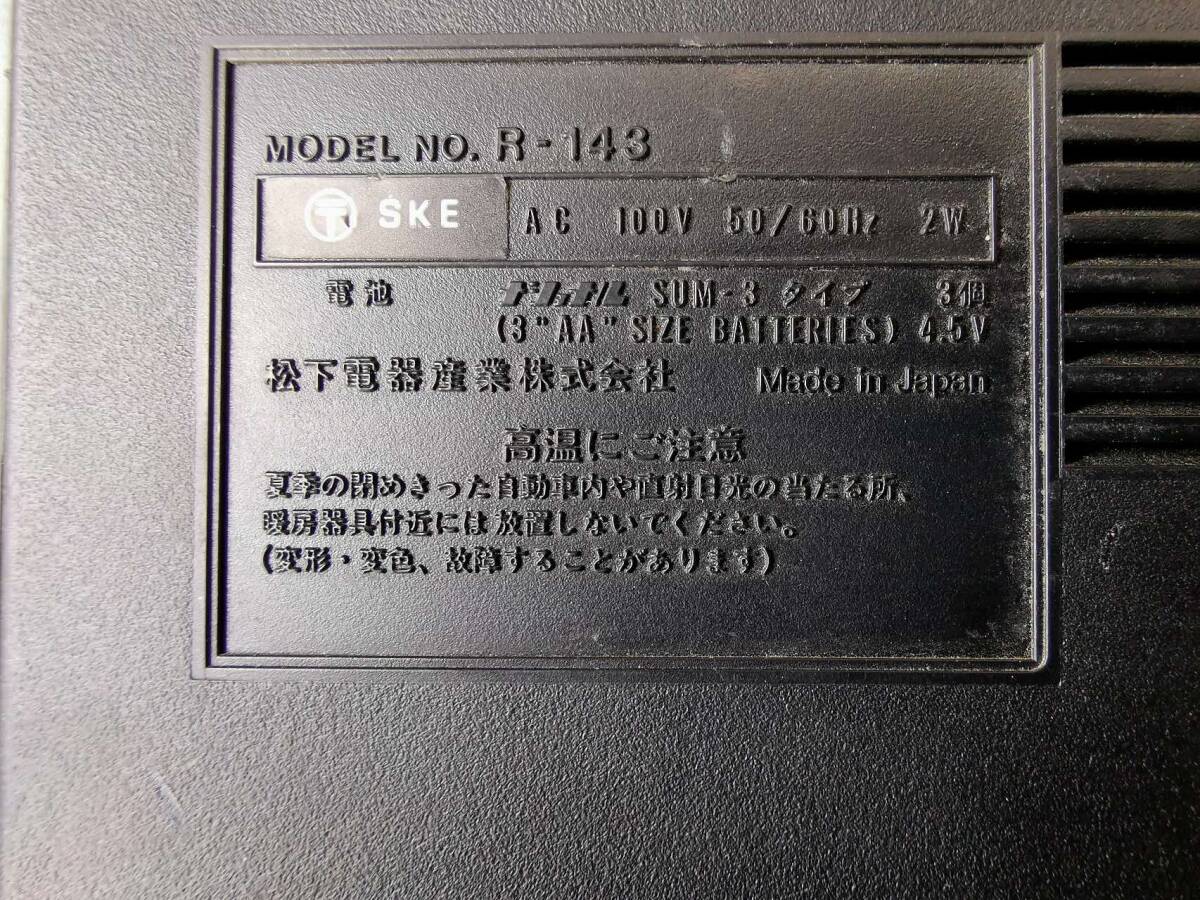 MODEL NO. R-143
〒 SKE AC 100V 50/60Hz 2W
電池 ナショナル SUM-3 タイプ 3個
(3"AA" SIZE BATTERIES) 4.5V
松下電器産業株式会社 Made in Japan
高温にご注意
夏季の閉めきった自動車内や直射日光の当たる所、
暖房器具付近には放置しないでください。
(変形・変色、故障することがあります)